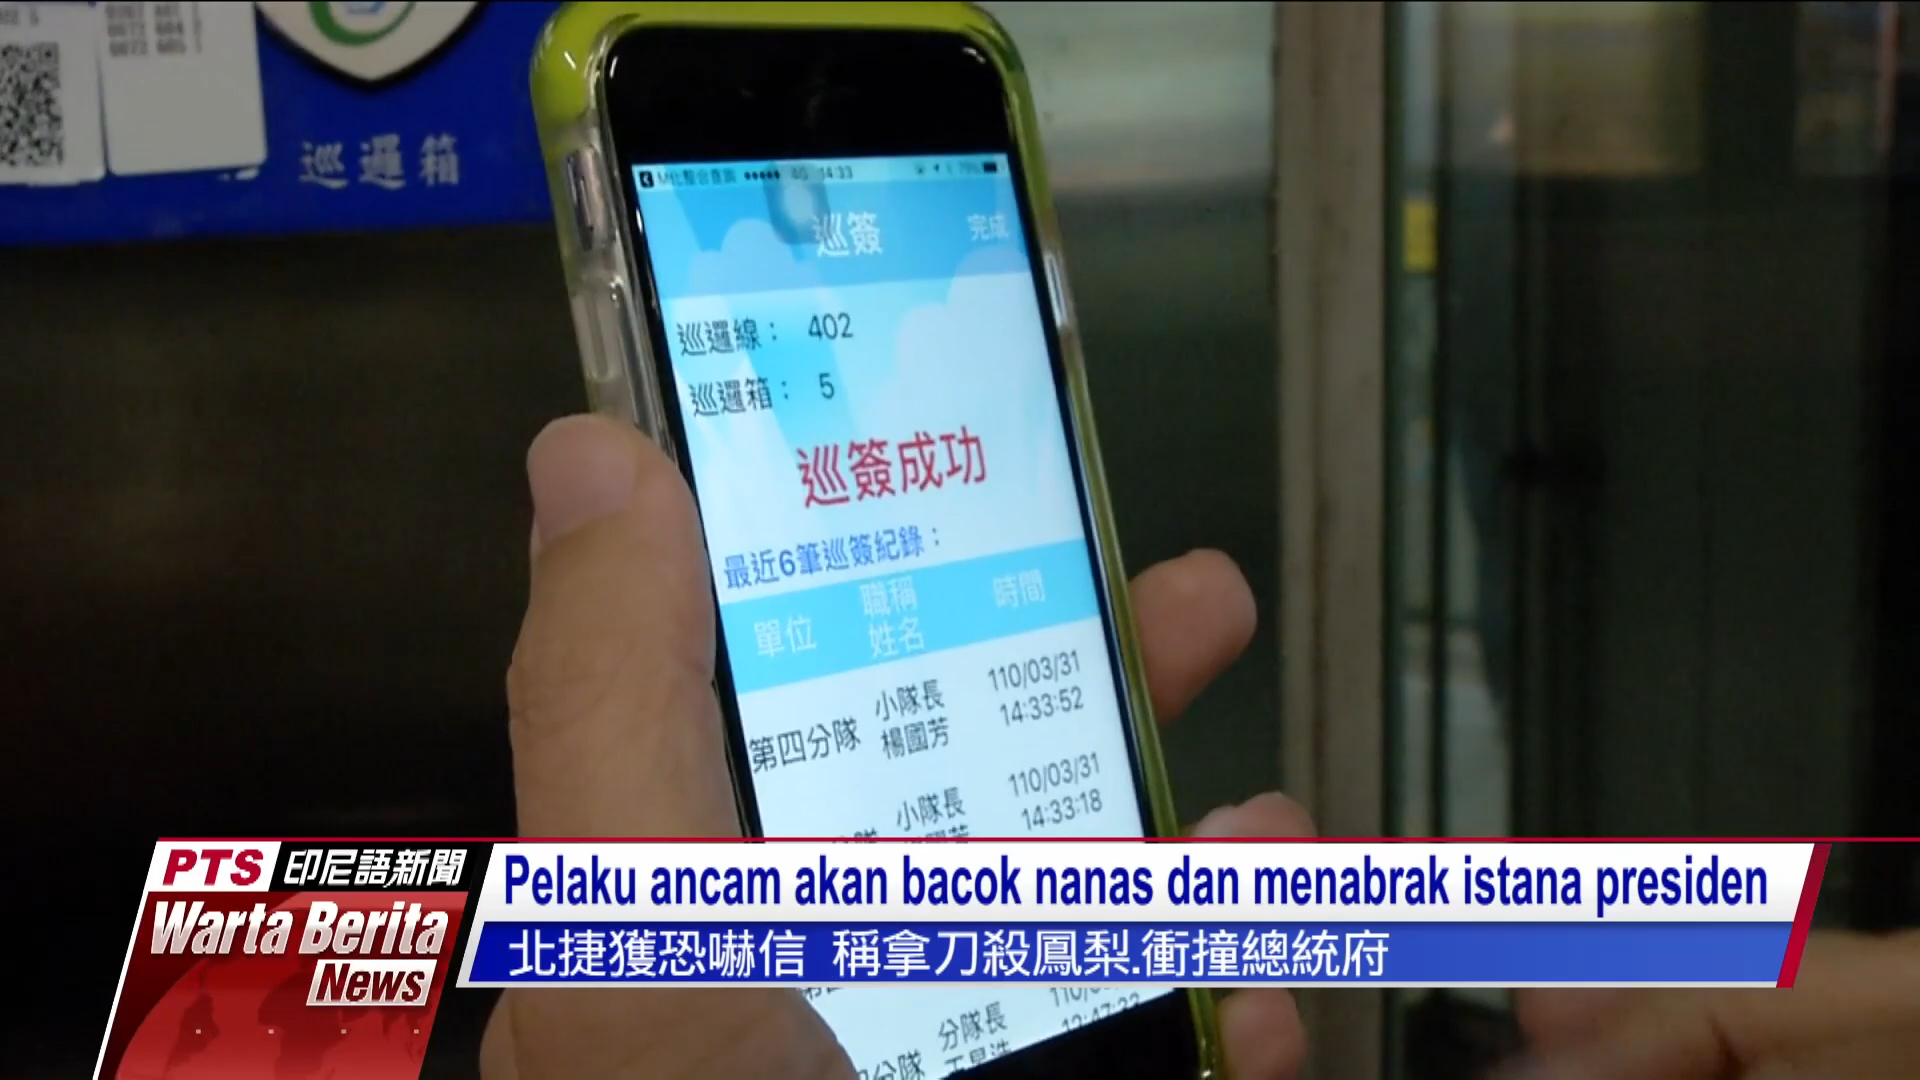 巡邏箱
14:33
巡簽 完成
巡邏線： 402
巡邏箱： 5
巡簽成功
最近6筆巡簽紀錄：
單位 職稱姓名 時間
第四分隊 小隊長 110/03/31
楊國芳 14:33:52
小隊長 110/03/31
14:33:18
PTS 印尼語新聞
Warta Berita
News
Pelaku ancam akan bacok nanas dan menabrak istana presiden
北捷獲恐嚇信 稱拿刀殺鳳梨.衝撞總統府
分隊長